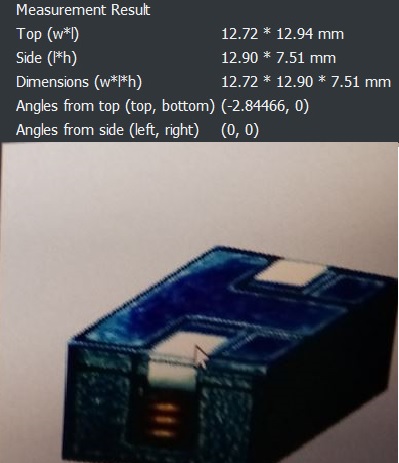 Measurement Result
Top (w*l) 12.72 * 12.94 mm
Side (l*h) 12.90 * 7.51 mm
Dimensions (w*l*h) 12.72 * 12.90 * 7.51 mm
Angles from top (top, bottom) (-2.84466, 0)
Angles from side (left, right) (0, 0)